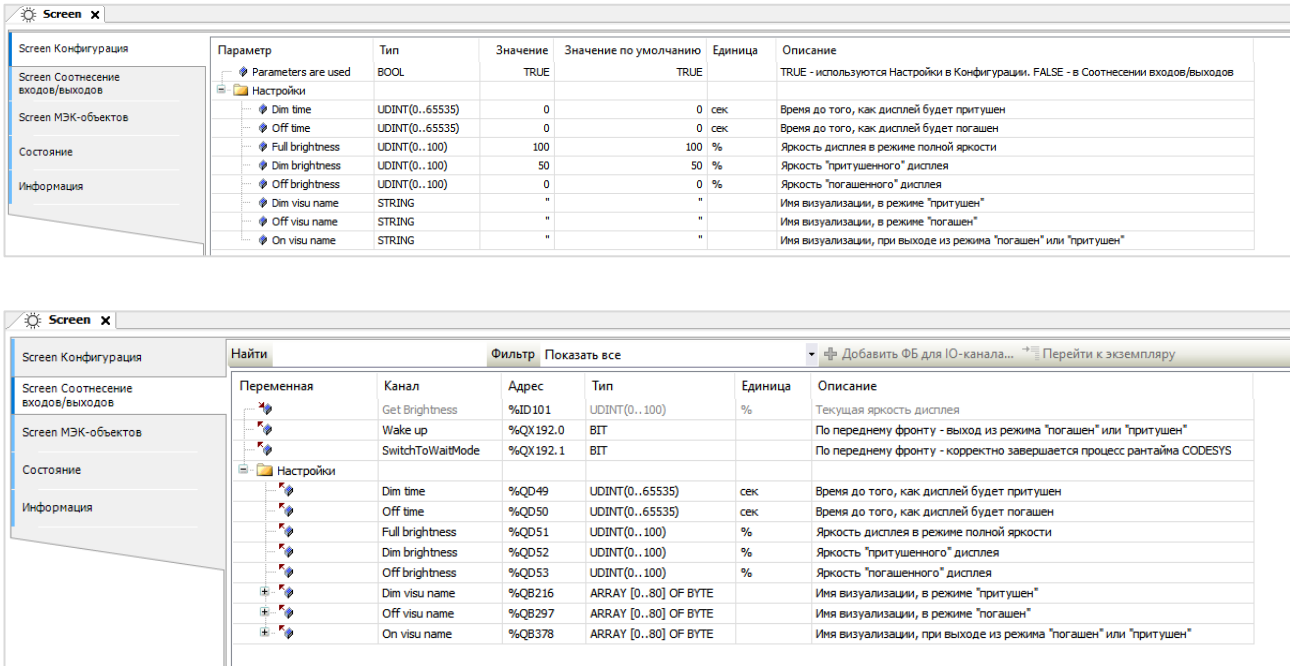 Screen X
Screen Конфигурация
Screen Соотнесение
входов/выходов
Screen МЭК-объектов
Состояние
Информация
Параметр Тип Значение Значение по умолчанию Единица Описание
Parameters are used BOOL TRUE TRUE TRUE - используются Настройки в Конфигурации. FALSE - в Соотнесении входов/выходов
Настройки
Dim time UDINT(0..65535) 0 0 сек Время до того, как дисплей будет притушен
Off time UDINT(0..65535) 0 0 сек Время до того, как дисплей будет погашен
Full brightness UDINT(0..100) 100 100 % Яркость дисплея в режиме полной яркости
Dim brightness UDINT(0..100) 50 50 % Яркость "притушенного" дисплея
Off brightness UDINT(0..100) 0 0 % Яркость "погашенного" дисплея
Dim visu name STRING '' '' Имя визуализации, в режиме "притушен"
Off visu name STRING '' '' Имя визуализации, в режиме "погашен"
On visu name STRING '' '' Имя визуализации, при выходе из режима "погашен" или "притушен"
Screen X
Screen Конфигурация
Screen Соотнесение
входов/выходов
Screen МЭК-объектов
Состояние
Информация
Найти Фильтр Показать все Добавить ФБ для IO-канала... Перейти к экземпляру
Переменная Канал Адрес Тип Единица Описание
Get Brightness %ID101 UDINT(0..100) % Текущая яркость дисплея
Wake up %QX192.0 BIT По переднему фронту - выход из режима "погашен" или "притушен"
SwitchToWaitMode %QX192.1 BIT По переднему фронту - корректно завершается процесс рантайма CODESYS
Настройки
Dim time %QD49 UDINT(0..65535) сек Время до того, как дисплей будет притушен
Off time %QD50 UDINT(0..65535) сек Время до того, как дисплей будет погашен
Full brightness %QD51 UDINT(0..100) % Яркость дисплея в режиме полной яркости
Dim brightness %QD52 UDINT(0..100) % Яркость "притушенного" дисплея
Off brightness %QD53 UDINT(0..100) % Яркость "погашенного" дисплея
Dim visu name %QB216 ARRAY [0..80] OF BYTE Имя визуализации, в режиме "притушен"
Off visu name %QB297 ARRAY [0..80] OF BYTE Имя визуализации, в режиме "погашен"
On visu name %QB378 ARRAY [0..80] OF BYTE Имя визуализации, при выходе из режима "погашен" или "притушен"